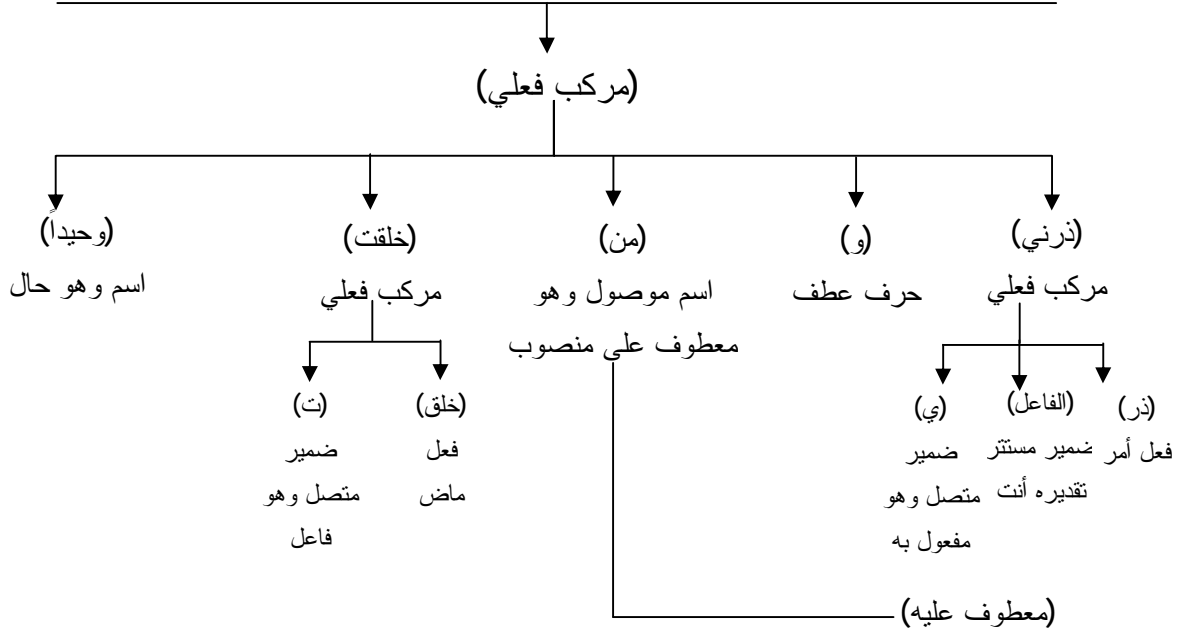 (مركب فعلي)
(ذرني) (و) (من) (خلقت) (وحيداً)
مركب فعلي حرف عطف اسم موصول وهو مركب فعلي اسم وهو حال
معطوف على منصوب
(ذر) (الفاعل) (ي) (خلق) (ت)
فعل أمر ضمير مستتر ضمير فعل ضمير
تقديره أنت متصل وهو ماض متصل وهو
مفعول به فاعل
(معطوف عليه)